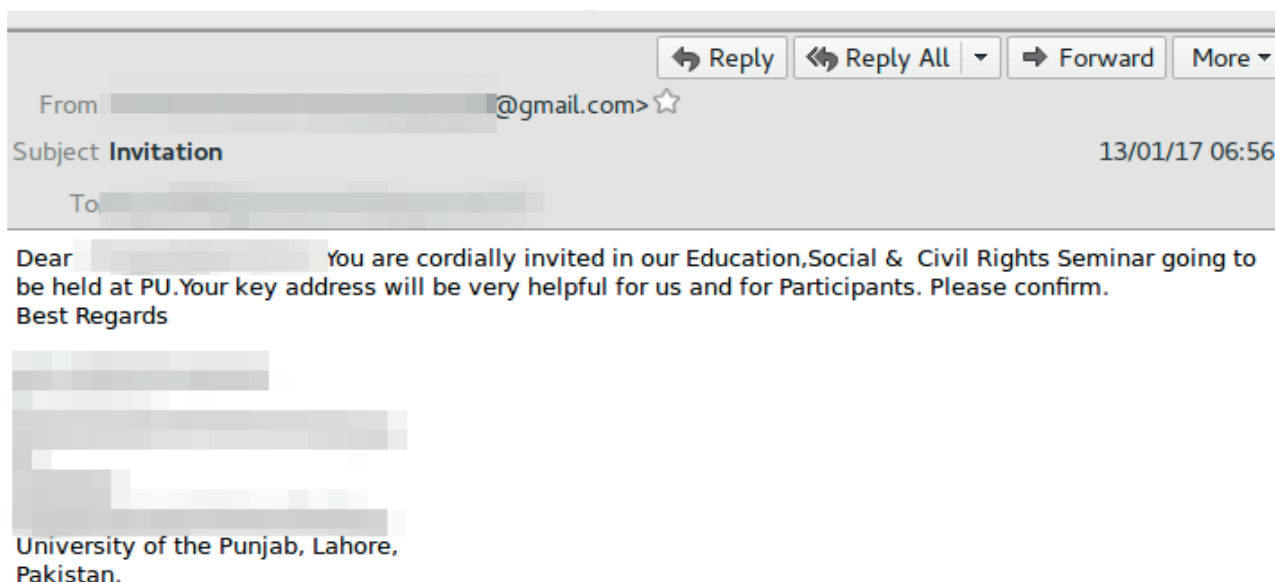 Reply Reply All Forward More
From @gmail.com>
Subject Invitation 13/01/17 06:56
To
Dear You are cordially invited in our Education,Social &  Civil Rights Seminar going to
be held at PU.Your key address will be very helpful for us and for Participants. Please confirm.
Best Regards
University of the Punjab, Lahore,
Pakistan.